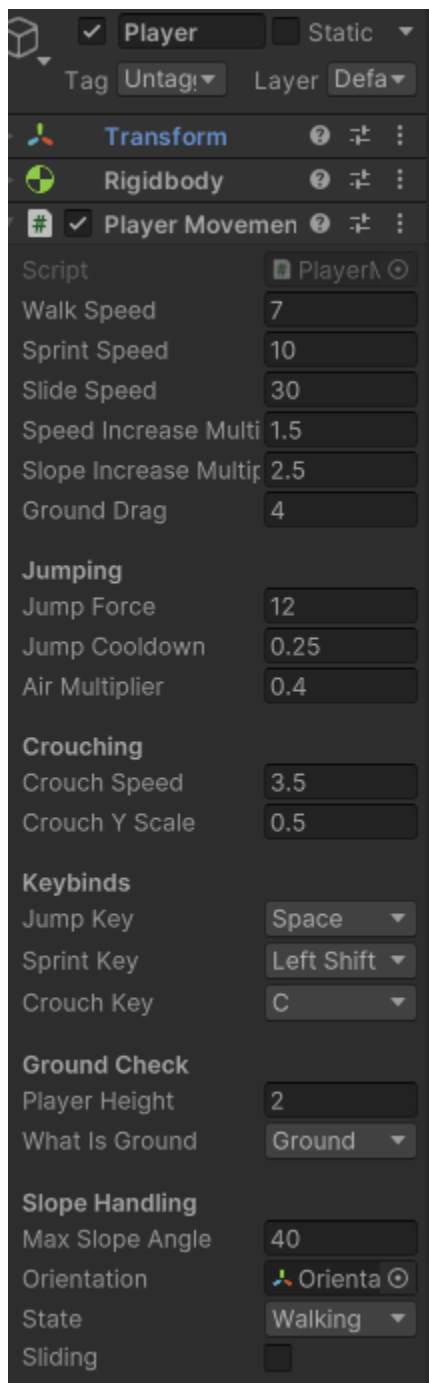 Player Static
Tag Untag Layer Defa
Transform
Rigidbody
# Player Movemen
Script # PlayerM
Walk Speed 7
Sprint Speed 10
Slide Speed 30
Speed Increase Multi 1.5
Slope Increase Multip 2.5
Ground Drag 4
Jumping
Jump Force 12
Jump Cooldown 0.25
Air Multiplier 0.4
Crouching
Crouch Speed 3.5
Crouch Y Scale 0.5
Keybinds
Jump Key Space
Sprint Key Left Shift
Crouch Key C
Ground Check
Player Height 2
What Is Ground Ground
Slope Handling
Max Slope Angle 40
Orientation Orienta
State Walking
Sliding